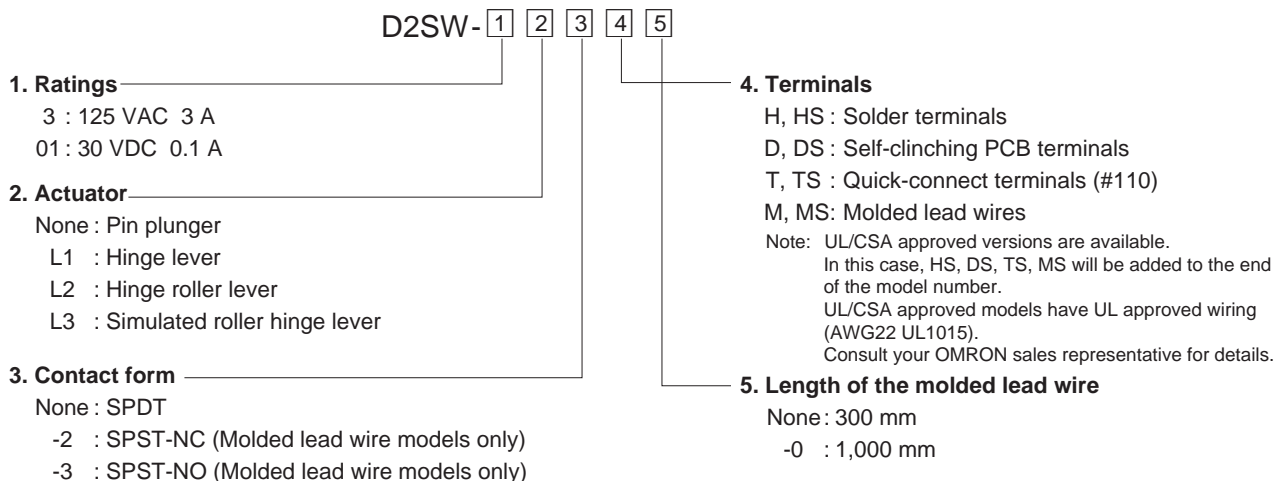 D2SW-1 2 3 4 5
1. Ratings
3 : 125 VAC 3 A
01 : 30 VDC 0.1 A
2. Actuator
None : Pin plunger
L1 : Hinge lever
L2 : Hinge roller lever
L3 : Simulated roller hinge lever
3. Contact form
None : SPDT
-2 : SPST-NC (Molded lead wire models only)
-3 : SPST-NO (Molded lead wire models only)
4. Terminals
H, HS : Solder terminals
D, DS : Self-clinching PCB terminals
T, TS : Quick-connect terminals (#110)
M, MS: Molded lead wires
Note: UL/CSA approved versions are available.
In this case, HS, DS, TS, MS will be added to the end
of the model number.
UL/CSA approved models have UL approved wiring
(AWG22 UL1015).
Consult your OMRON sales representative for details.
5. Length of the molded lead wire
None : 300 mm
-0 : 1,000 mm